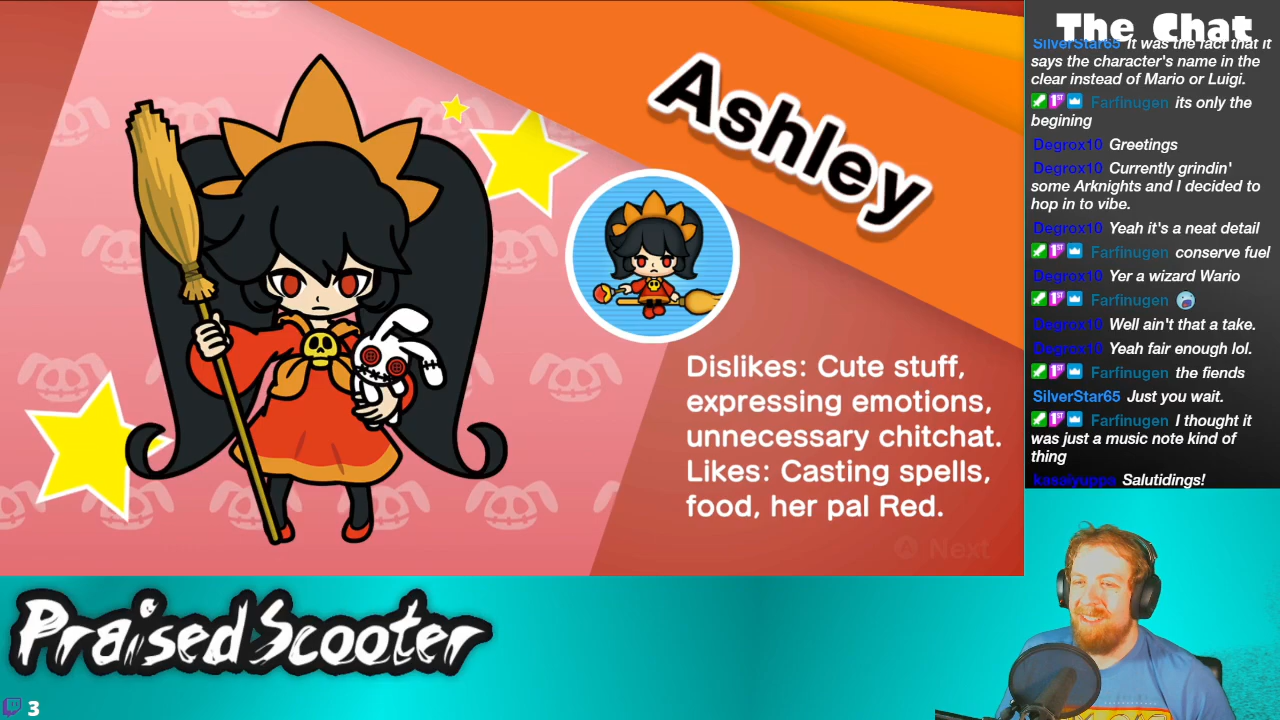 Ashley
Dislikes: Cute stuff,
expressing emotions,
unnecessary chitchat.
Likes: Casting spells,
food, her pal Red.
Next
The Chat
SilverStar65 It was the fact that it
says the character's name in the
clear instead of Mario or Luigi.
Farfinugen its only the
begining
Degrox10 Greetings
Degrox10 Currently grindin'
some Arknights and I decided to
hop in to vibe.
Degrox10 Yeah it's a neat detail
Farfinugen conserve fuel
Degrox10 Yer a wizard Wario
Farfinugen
Degrox10 Well ain't that a take.
Degrox10 Yeah fair enough lol.
Farfinugen the fiends
SilverStar65 Just you wait.
Farfinugen I thought it
was just a music note kind of
thing
kasaiyuppa Salutidings!
PraisedScooter
3